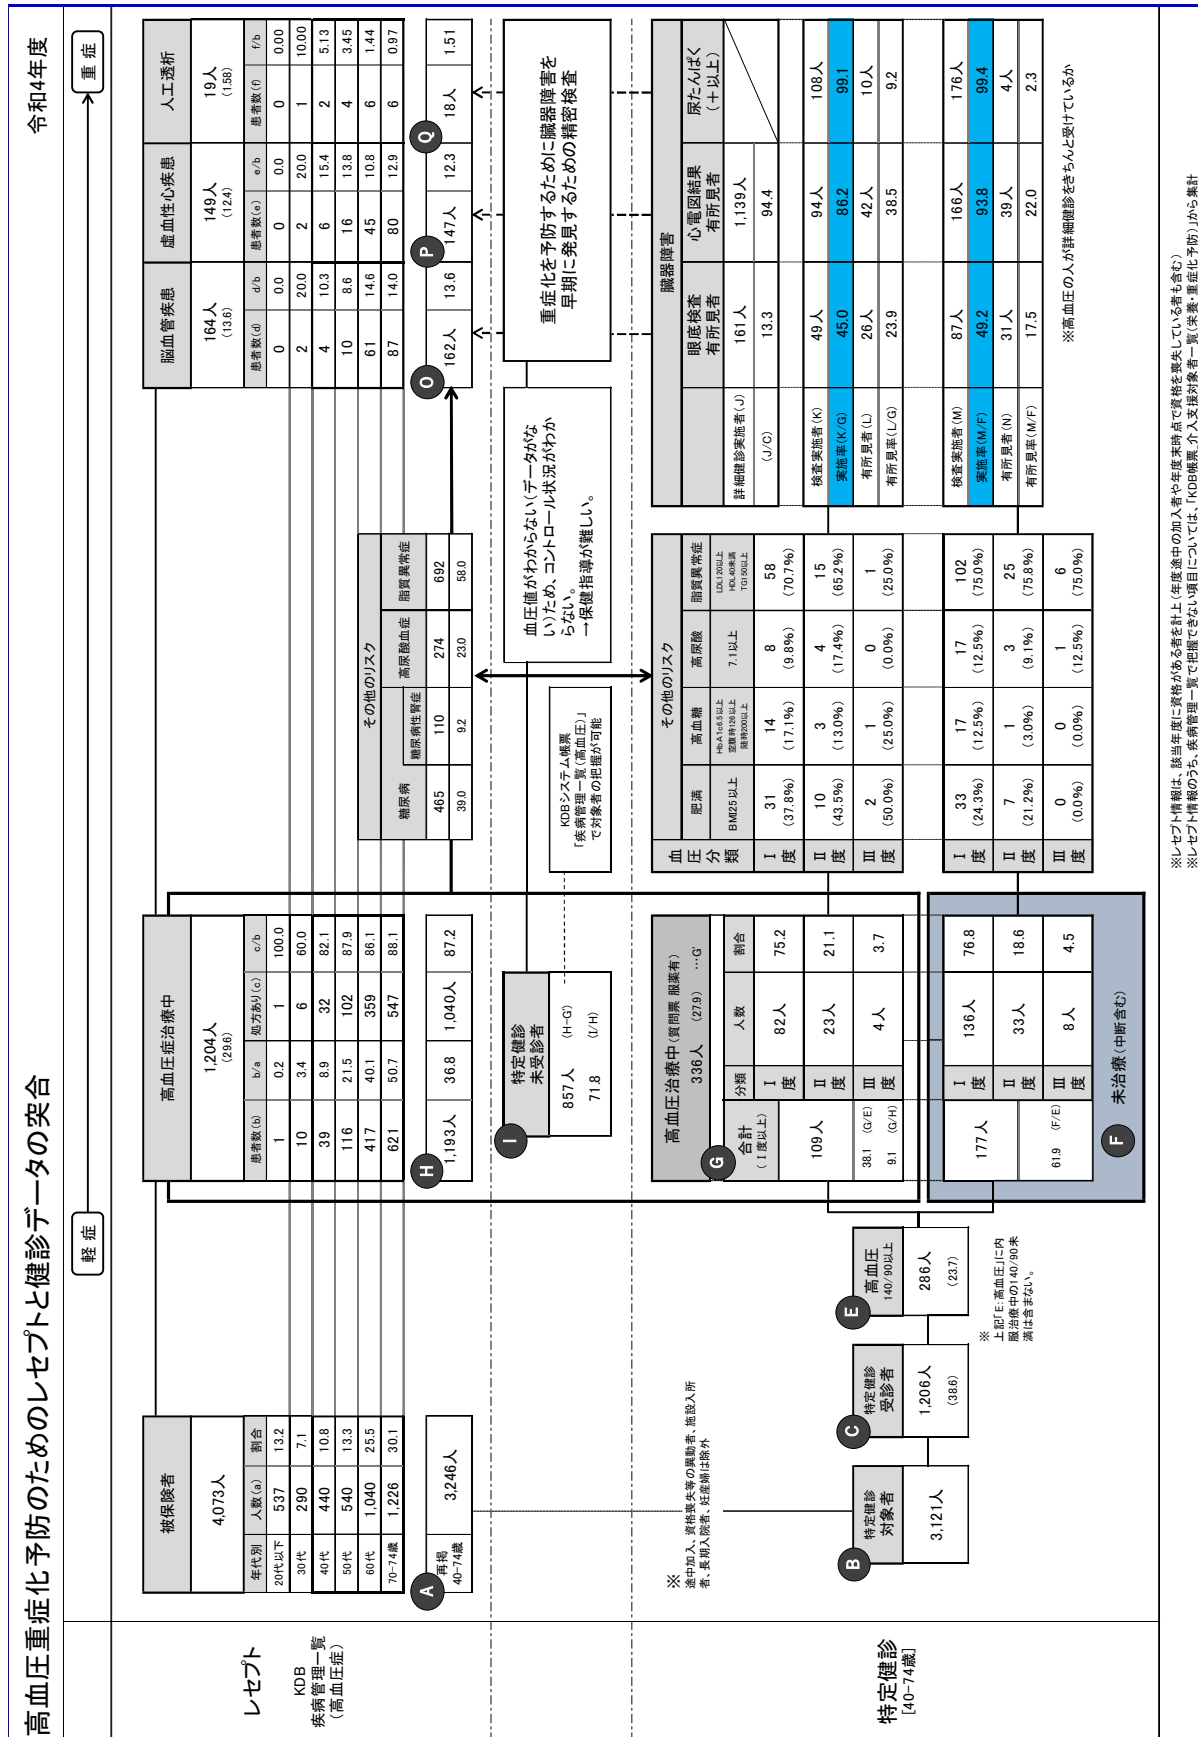 高血圧重症化予防のためのレセプトと健診データの突合
令和4年度
軽症
重症
レセプト
KDB
疾病管理一覧
（高血圧症）
被保険者
4,073人
年代別 人数(a) 割合
20代以下 537 13.2
30代 290 7.1
40代 440 10.8
50代 540 13.3
60代 1,040 25.5
70-74歳 1,226 30.1
A
再掲
40-74歳
3,246人
高血圧症治療中
1,204人
(29.6)
患者数(b) b/a 処方あり(c) c/b
1 0.2 1 100.0
10 3.4 6 60.0
39 8.9 32 82.1
116 21.5 102 87.9
417 40.1 359 86.1
621 50.7 547 88.1
H
1,193人 36.8 1,040人 87.2
その他のリスク
糖尿病 糖尿病性腎症 高尿酸血症 脂質異常症
465 110 274 692
39.0 9.2 23.0 58.0
脳血管疾患
164人
(13.6)
患者数(d) d/b
0 0.0
2 20.0
4 10.3
10 8.6
61 14.6
87 14.0
O
162人 13.6
虚血性心疾患
149人
(12.4)
患者数(e) e/b
0 0.0
2 20.0
6 15.4
16 13.8
45 10.8
80 12.9
P
147人 12.3
人工透析
19人
(1.58)
患者数(f) f/b
0 0.00
1 10.00
2 5.13
4 3.45
6 1.44
6 0.97
Q
18人 1.51
I
特定健診
未受診者
857人 (H-G')
71.8 (I/H)
KDBシステム帳票
「疾病管理一覧(高血圧)」
で対象者の把握が可能
血圧値がわからない(データがな
い)ため、コントロール状況がわか
らない。
→保健指導が難しい。
重症化を予防するために臓器障害を
早期に発見するための精密検査
特定健診
[40-74歳]
※
途中加入、資格喪失等の異動者、施設入所
者、長期入院者、妊産婦は除外
B
特定健診
対象者
3,121人
C
特定健診
受診者
1,206人
(38.6)
E
高血圧
140/90以上
286人
(23.7)
※
上記「E:高血圧」に内
服治療中の140/90未
満は含まない。
高血圧治療中(質問票 服薬有)
336人 (27.9) …G'
G
合計
(Ⅰ度以上)
分類 人数 割合
109人
38.1 (G/E)
9.1 (G/H)
Ⅰ度 82人 75.2
Ⅱ度 23人 21.1
Ⅲ度 4人 3.7
177人
61.9 (F/E)
Ⅰ度 136人 76.8
Ⅱ度 33人 18.6
Ⅲ度 8人 4.5
F
未治療(中断含む)
血圧分類
その他のリスク
肥満 高血糖 高尿酸 脂質異常症
BMI25以上
HbA1c6.5以上
空腹時126以上
随時200以上
7.1以上
LDL120以上
HDL40未満
TG150以上
Ⅰ度 31 14 8 58
(37.8%) (17.1%) (9.8%) (70.7%)
Ⅱ度 10 3 4 15
(43.5%) (13.0%) (17.4%) (65.2%)
Ⅲ度 2 1 0 1
(50.0%) (25.0%) (0.0%) (25.0%)
Ⅰ度 33 17 17 102
(24.3%) (12.5%) (12.5%) (75.0%)
Ⅱ度 7 1 3 25
(21.2%) (3.0%) (9.1%) (75.8%)
Ⅲ度 0 0 1 6
(0.0%) (0.0%) (12.5%) (75.0%)
臓器障害
眼底検査
有所見者
心電図結果
有所見者
尿たんぱく
(＋以上)
詳細健診実施者(J) 161人 1,139人
(J/C) 13.3 94.4
検査実施者(K) 49人 94人 108人
実施率(K/G) 45.0 86.2 99.1
有所見者(L) 26人 42人 10人
有所見率(L/G) 23.9 38.5 9.2
検査実施者(M) 87人 166人 176人
実施率(M/F) 49.2 93.8 99.4
有所見者(N) 31人 39人 4人
有所見率(M/F) 17.5 22.0 2.3
※高血圧の人が詳細健診をきちんと受けているか
※レセプト情報は、該当年度に資格がある者を計上(年度途中の加入者や年度末時点で資格を喪失している者も含む)
※レセプト情報のうち、疾病管理一覧で把握できない項目については、「KDB帳票_介入支援対象者一覧(栄養・重症化予防)」から集計